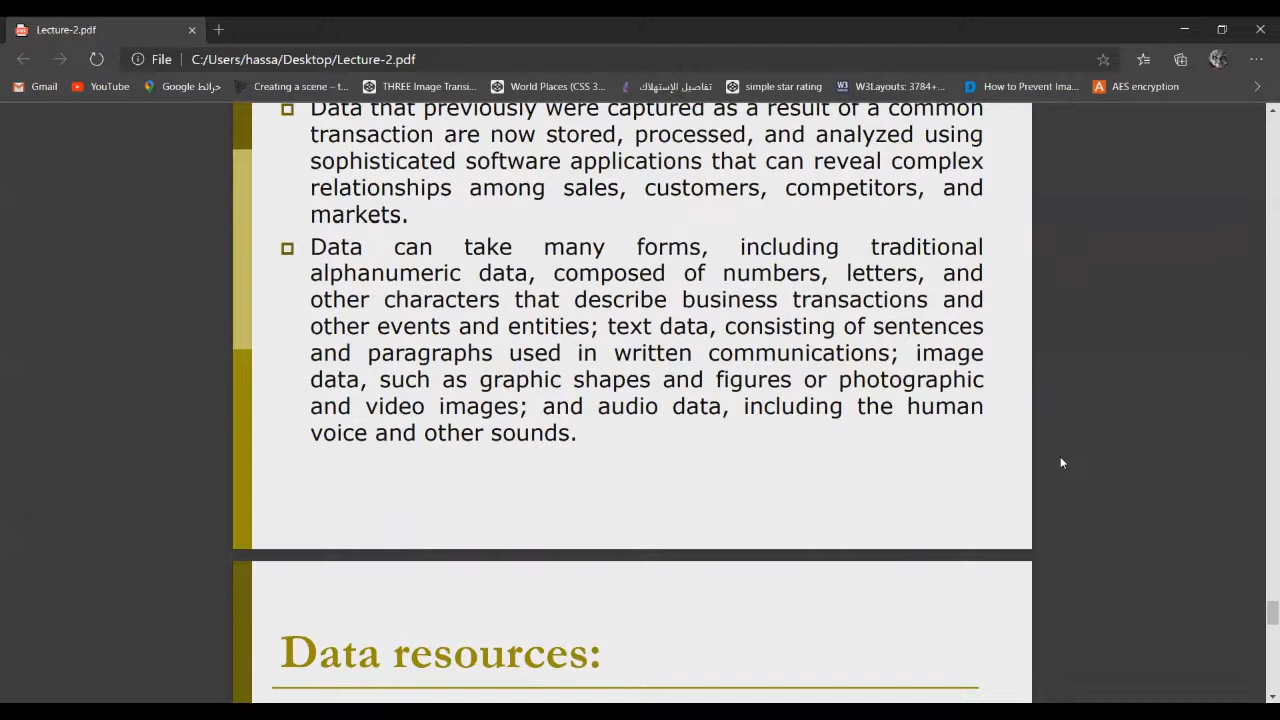 Lecture-2.pdf
File
C:/Users/hassa/Desktop/Lecture-2.pdf
Gmail
YouTube
خرائط Google
Creating a scene – t...
THREE Image Transi...
World Places (CSS 3...
تفاصيل الإستهلاك
simple star rating
W3Layouts: 3784+...
How to Prevent Ima...
AES encryption
Data that previously were captured as a result of a common
transaction are now stored, processed, and analyzed using
sophisticated software applications that can reveal complex
relationships among sales, customers, competitors, and
markets.
Data can take many forms, including traditional
alphanumeric data, composed of numbers, letters, and
other characters that describe business transactions and
other events and entities; text data, consisting of sentences
and paragraphs used in written communications; image
data, such as graphic shapes and figures or photographic
and video images; and audio data, including the human
voice and other sounds.
Data resources: